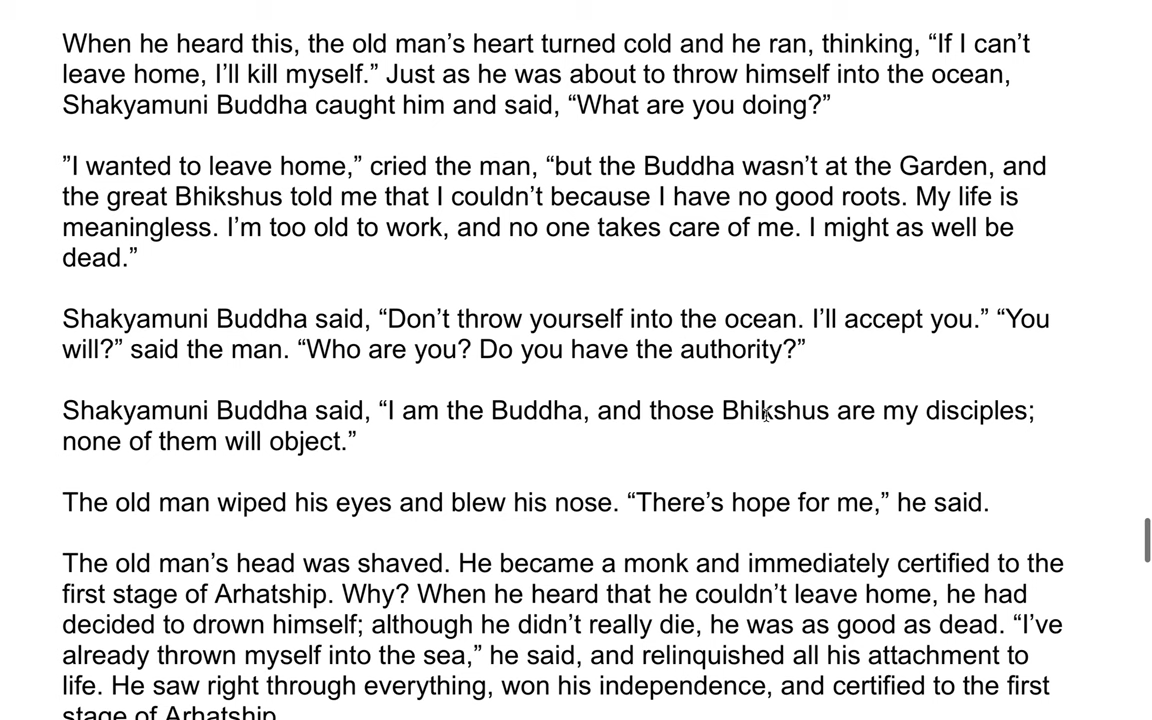 When he heard this, the old man’s heart turned cold and he ran, thinking, “If I can’t
leave home, I’ll kill myself.” Just as he was about to throw himself into the ocean,
Shakyamuni Buddha caught him and said, “What are you doing?”
”I wanted to leave home,” cried the man, “but the Buddha wasn’t at the Garden, and
the great Bhikshus told me that I couldn’t because I have no good roots. My life is
meaningless. I’m too old to work, and no one takes care of me. I might as well be
dead.”
Shakyamuni Buddha said, “Don’t throw yourself into the ocean. I’ll accept you.” “You
will?” said the man. “Who are you? Do you have the authority?”
Shakyamuni Buddha said, “I am the Buddha, and those Bhikshus are my disciples;
none of them will object.”
The old man wiped his eyes and blew his nose. “There’s hope for me,” he said.
The old man’s head was shaved. He became a monk and immediately certified to the
first stage of Arhatship. Why? When he heard that he couldn’t leave home, he had
decided to drown himself; although he didn’t really die, he was as good as dead. “I’ve
already thrown myself into the sea,” he said, and relinquished all his attachment to
life. He saw right through everything, won his independence, and certified to the first
stage of Arhatship.